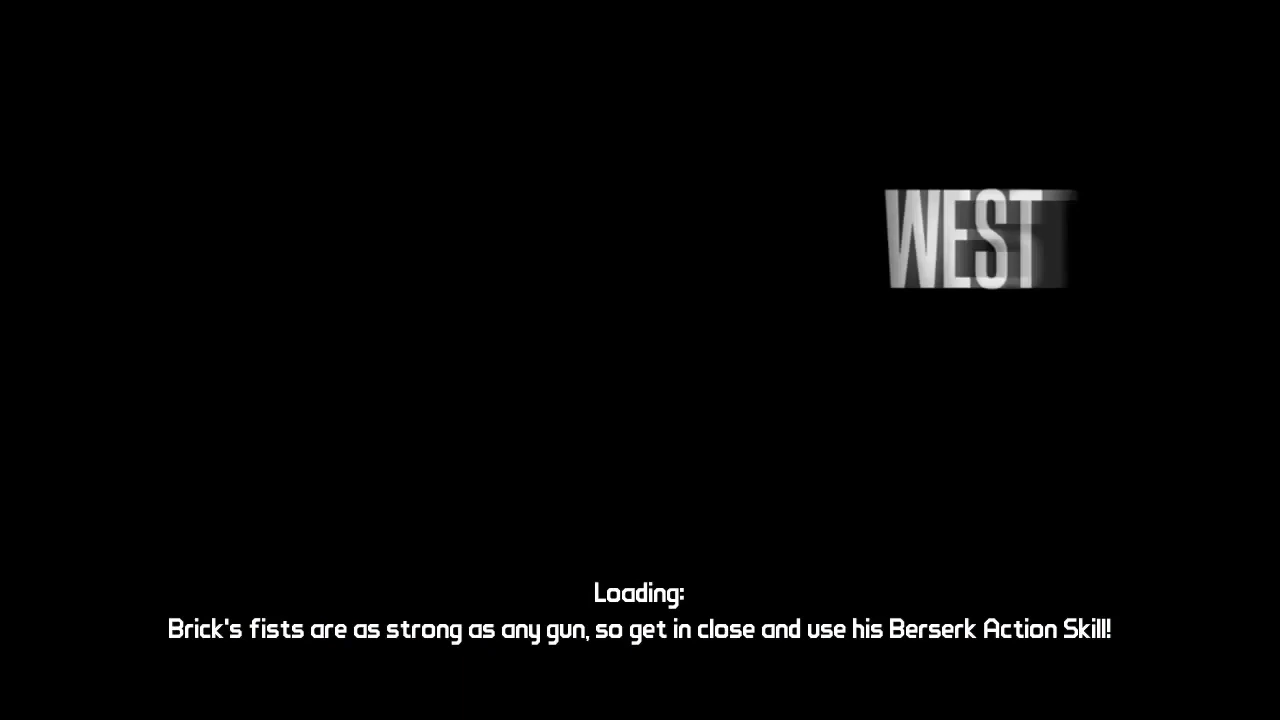 WEST
Loading:
Brick's fists are as strong as any gun, so get in close and use his Berserk Action Skill!